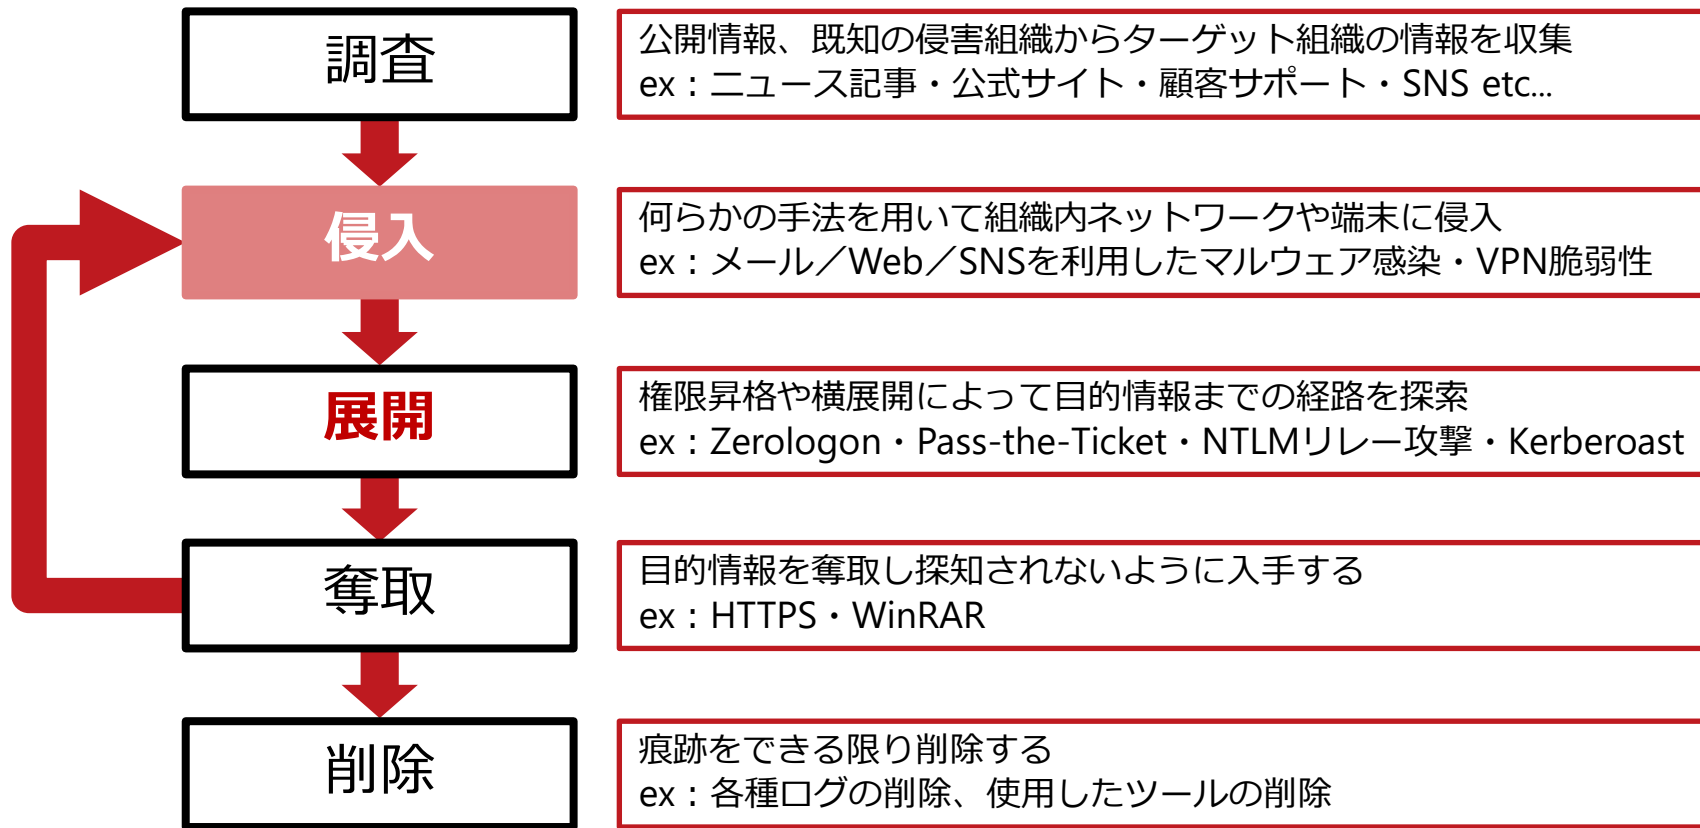 調査
公開情報、既知の侵害組織からターゲット組織の情報を収集
ex：ニュース記事・公式サイト・顧客サポート・SNS etc...
侵入
何らかの手法を用いて組織内ネットワークや端末に侵入
ex：メール／Web／SNSを利用したマルウェア感染・VPN脆弱性
展開
権限昇格や横展開によって目的情報までの経路を探索
ex：Zerologon・Pass-the-Ticket・NTLMリレー攻撃・Kerberoast
奪取
目的情報を奪取し探知されないように入手する
ex：HTTPS・WinRAR
削除
痕跡をできる限り削除する
ex：各種ログの削除、使用したツールの削除